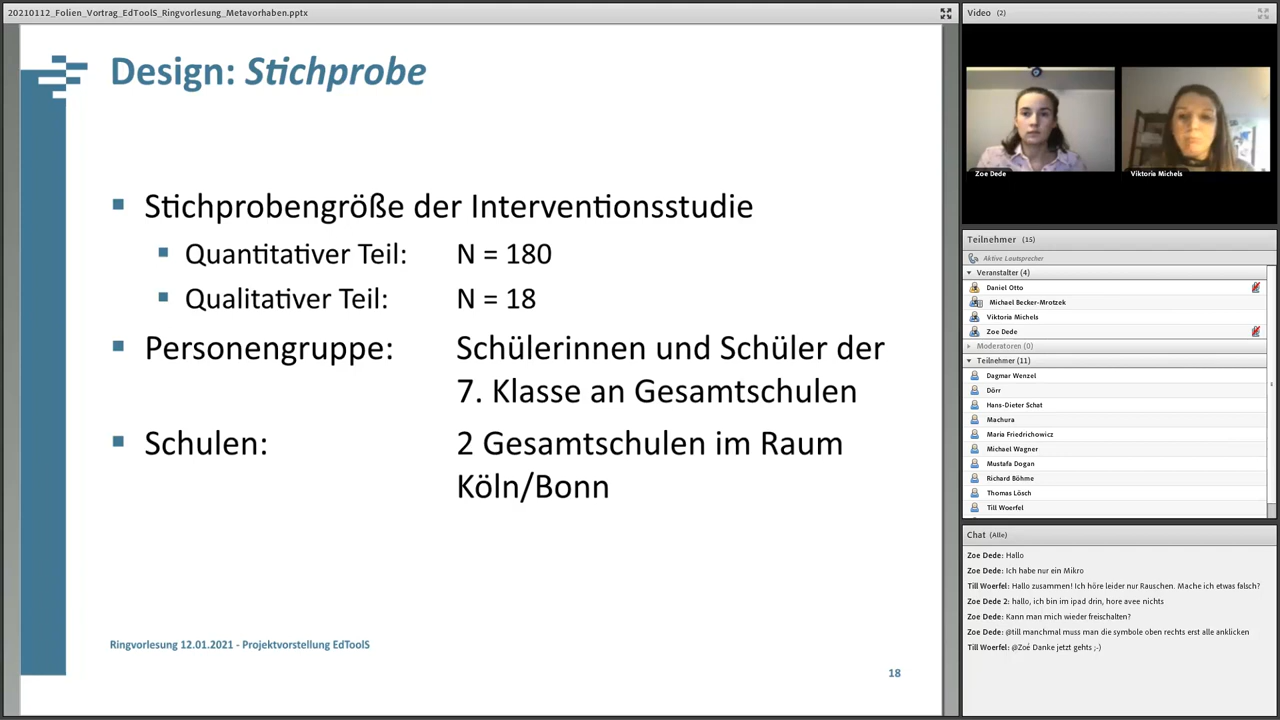 20210112_Folien_Vortrag_EdToolS_Ringvorlesung_Metavorhaben.pptx
Design: Stichprobe
Stichprobengröße der Interventionsstudie
Quantitativer Teil: N = 180
Qualitativer Teil: N = 18
Personengruppe: Schülerinnen und Schüler der
7. Klasse an Gesamtschulen
Schulen: 2 Gesamtschulen im Raum
Köln/Bonn
Ringvorlesung 12.01.2021 - Projektvorstellung EdToolS
18
Video (2)
Zoe Dede
Viktoria Michels
Teilnehmer (15)
Aktive Lautsprecher
Veranstalter (4)
Daniel Otto
Michael Becker-Mrotzek
Viktoria Michels
Zoe Dede
Moderatoren (0)
Teilnehmer (11)
Dagmar Wenzel
Dörr
Hans-Dieter Schat
Machura
Maria Friedrichowicz
Michael Wagner
Mustafa Dogan
Richard Böhme
Thomas Lösch
Till Woerfel
Chat (Alle)
Zoe Dede: Hallo
Zoe Dede: Ich habe nur ein Mikro
Till Woerfel: Hallo zusammen! Ich höre leider nur Rauschen. Mache ich etwas falsch?
Zoe Dede 2: hallo, ich bin im ipad drin, hore avee nichts
Zoe Dede: Kann man mich wieder freischalten?
Zoe Dede: @till manchmal muss man die symbole oben rechts erst alle anklicken
Till Woerfel: @Zoé Danke jetzt gehts ;-)